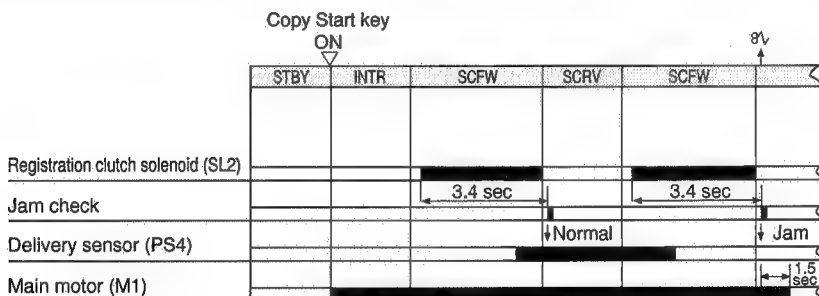 Copy Start key
ON
STBY INTR SCFW SCRV SCFW
Registration clutch solenoid (SL2)
3.4 sec 3.4 sec
Jam check
Normal Jam
Delivery sensor (PS4)
1.5
sec
Main motor (M1)